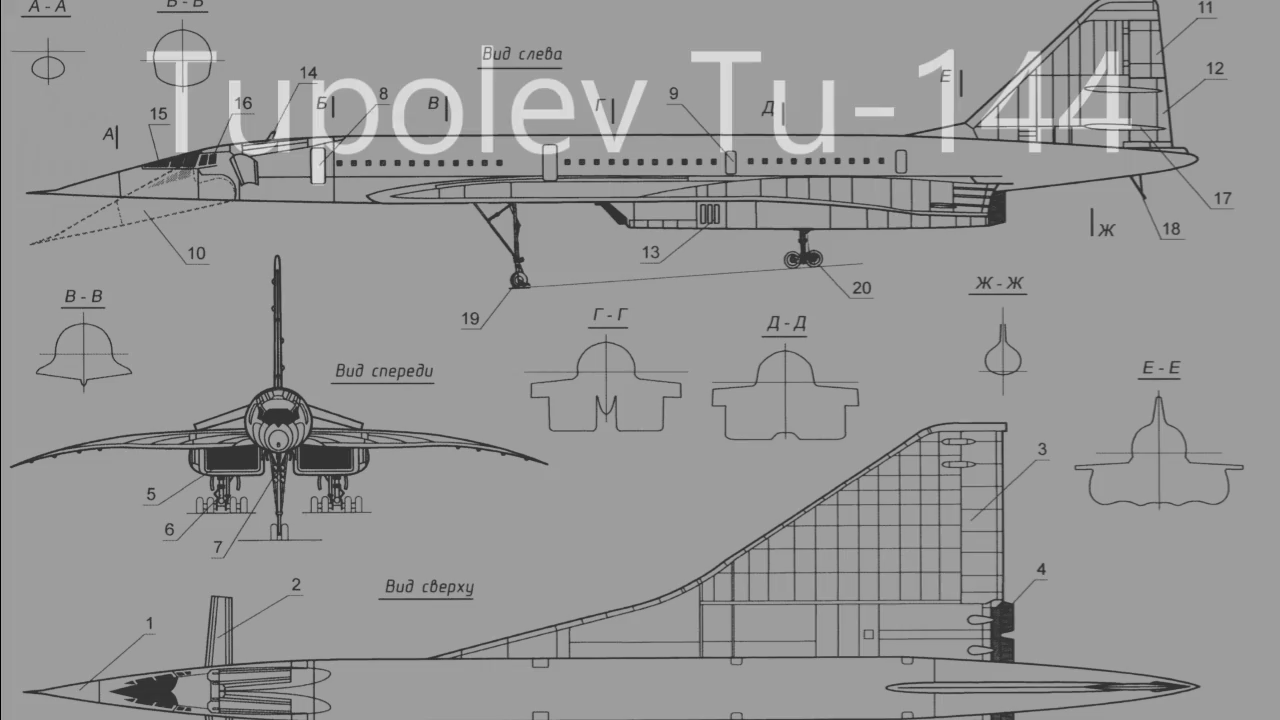 А - А
Б - Б
Вид слева
Tupolev Tu-144
11
12
14
8
15
16
А
Б
В
Г
9
Д
Е
17
18
Ж
10
13
19
20
В - В
Вид спереди
Г - Г
Д - Д
Ж - Ж
Е - Е
5
6
7
3
4
Вид сверху
2
1